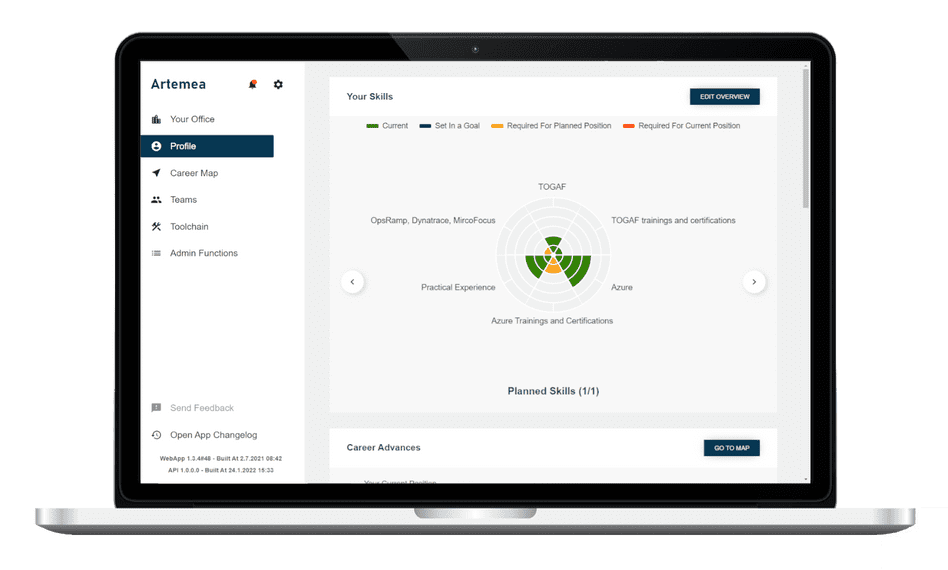 Artemea
Your Office
Profile
Career Map
Teams
Toolchain
Admin Functions
Send Feedback
Open App Changelog
WebApp 1.3.4#48 - Built At 2.7.2021 08:42
API 1.0.0.0 - Built At 24.1.2022 15:33
Your Skills
EDIT OVERVIEW
Current
Set In a Goal
Required For Planned Position
Required For Current Position
TOGAF
OpsRamp, Dynatrace, MircoFocus
TOGAF trainings and certifications
Practical Experience
Azure
Azure Trainings and Certifications
Planned Skills (1/1)
Career Advances
GO TO MAP
Your Current Position